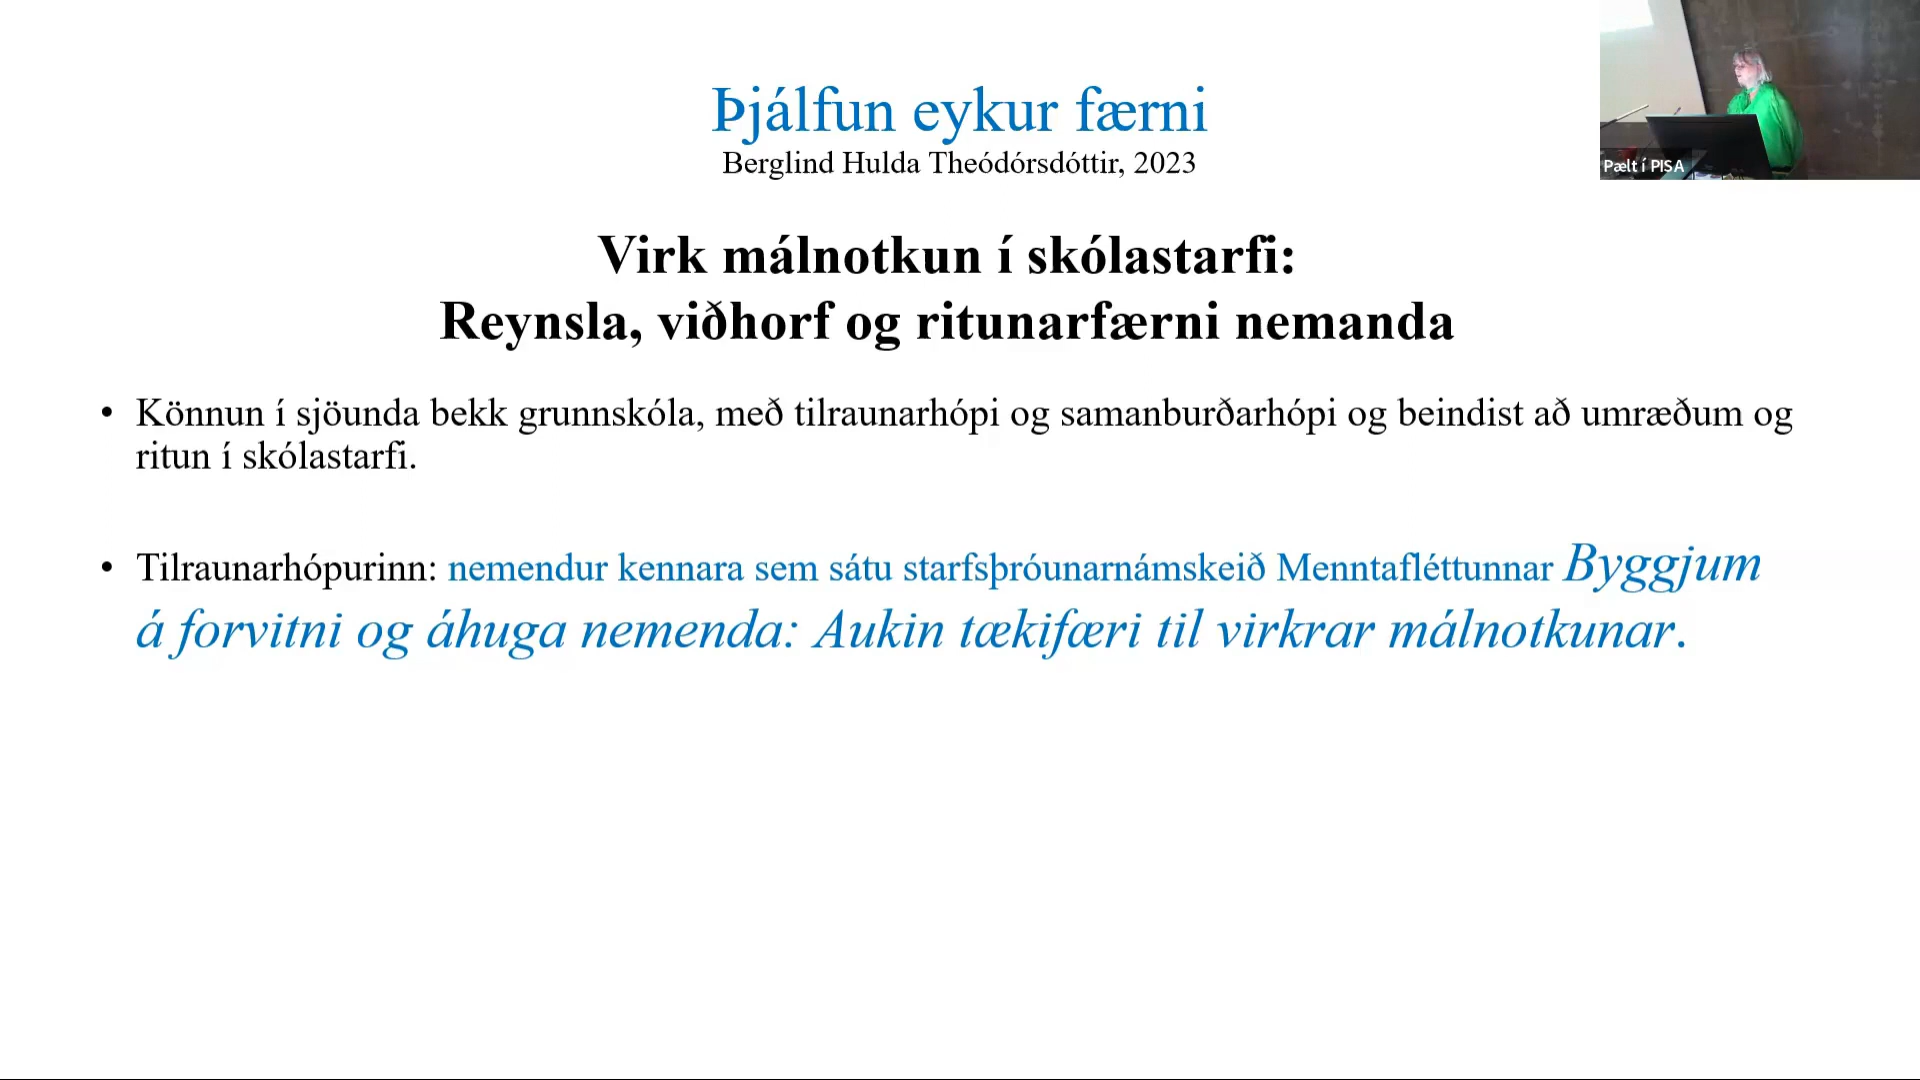 Þjálfun eykur færni
Berglind Hulda Theódórsdóttir, 2023
Pælt í PISA
Virk málnotkun í skólastarfi:
Reynsla, viðhorf og ritunarfærni nemanda
• Könnun í sjöunda bekk grunnskóla, með tilraunarhópi og samanburðarhópi og beindist að umræðum og
ritun í skólastarfi.
• Tilraunarhópurinn: nemendur kennara sem sátu starfsþróunarnámskeið Menntafléttunnar Byggjum
á forvitni og áhuga nemenda: Aukin tækifæri til virkrar málnotkunar.